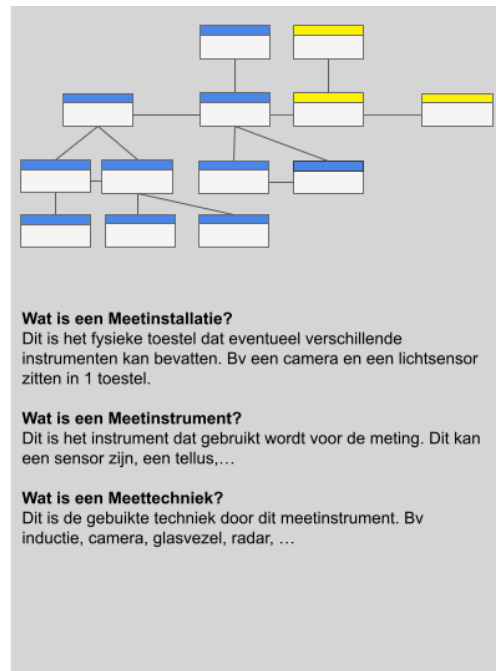 Wat is een Meetinstallatie?
Dit is het fysieke toestel dat eventueel verschillende
instrumenten kan bevatten. Bv een camera en een lichtsensor
zitten in 1 toestel.
Wat is een Meetinstrument?
Dit is het instrument dat gebruikt wordt voor de meting. Dit kan
een sensor zijn, een tellus,…
Wat is een Meettechniek?
Dit is de gebuikte techniek door dit meetinstrument. Bv
inductie, camera, glasvezel, radar, …